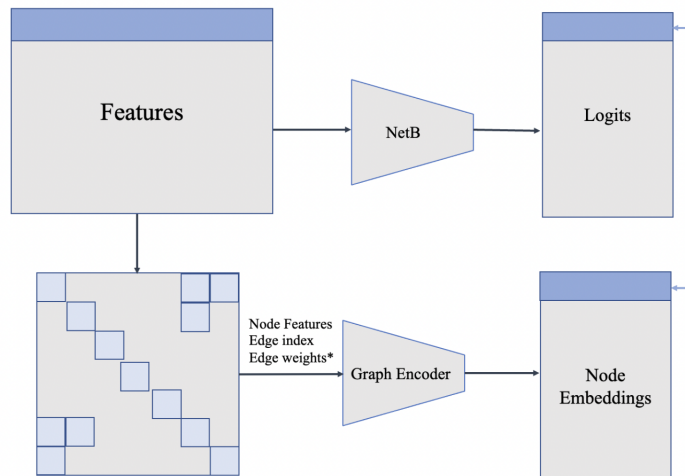 Features
NetB
Logits
Node Features
Edge index
Edge weights*
Graph Encoder
Node
Embeddings